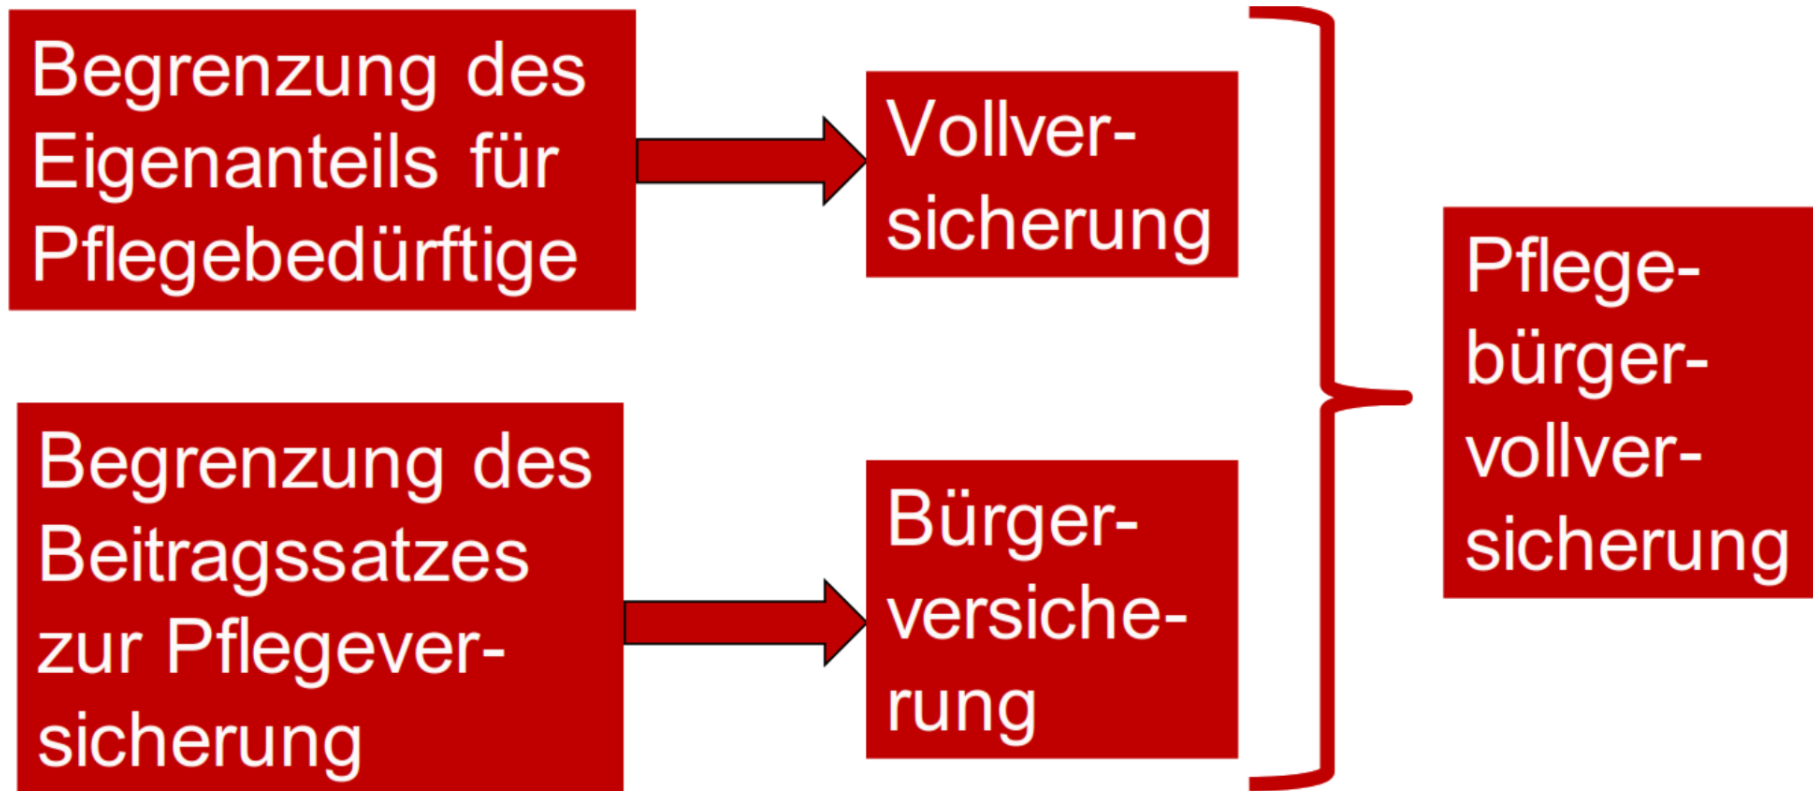 Begrenzung des
Eigenanteils für
Pflegebedürftige
Vollver-
sicherung
Begrenzung des
Beitragssatzes
zur Pflegever-
sicherung
Bürger-
versiche-
rung
Pflege-
bürger-
vollver-
sicherung